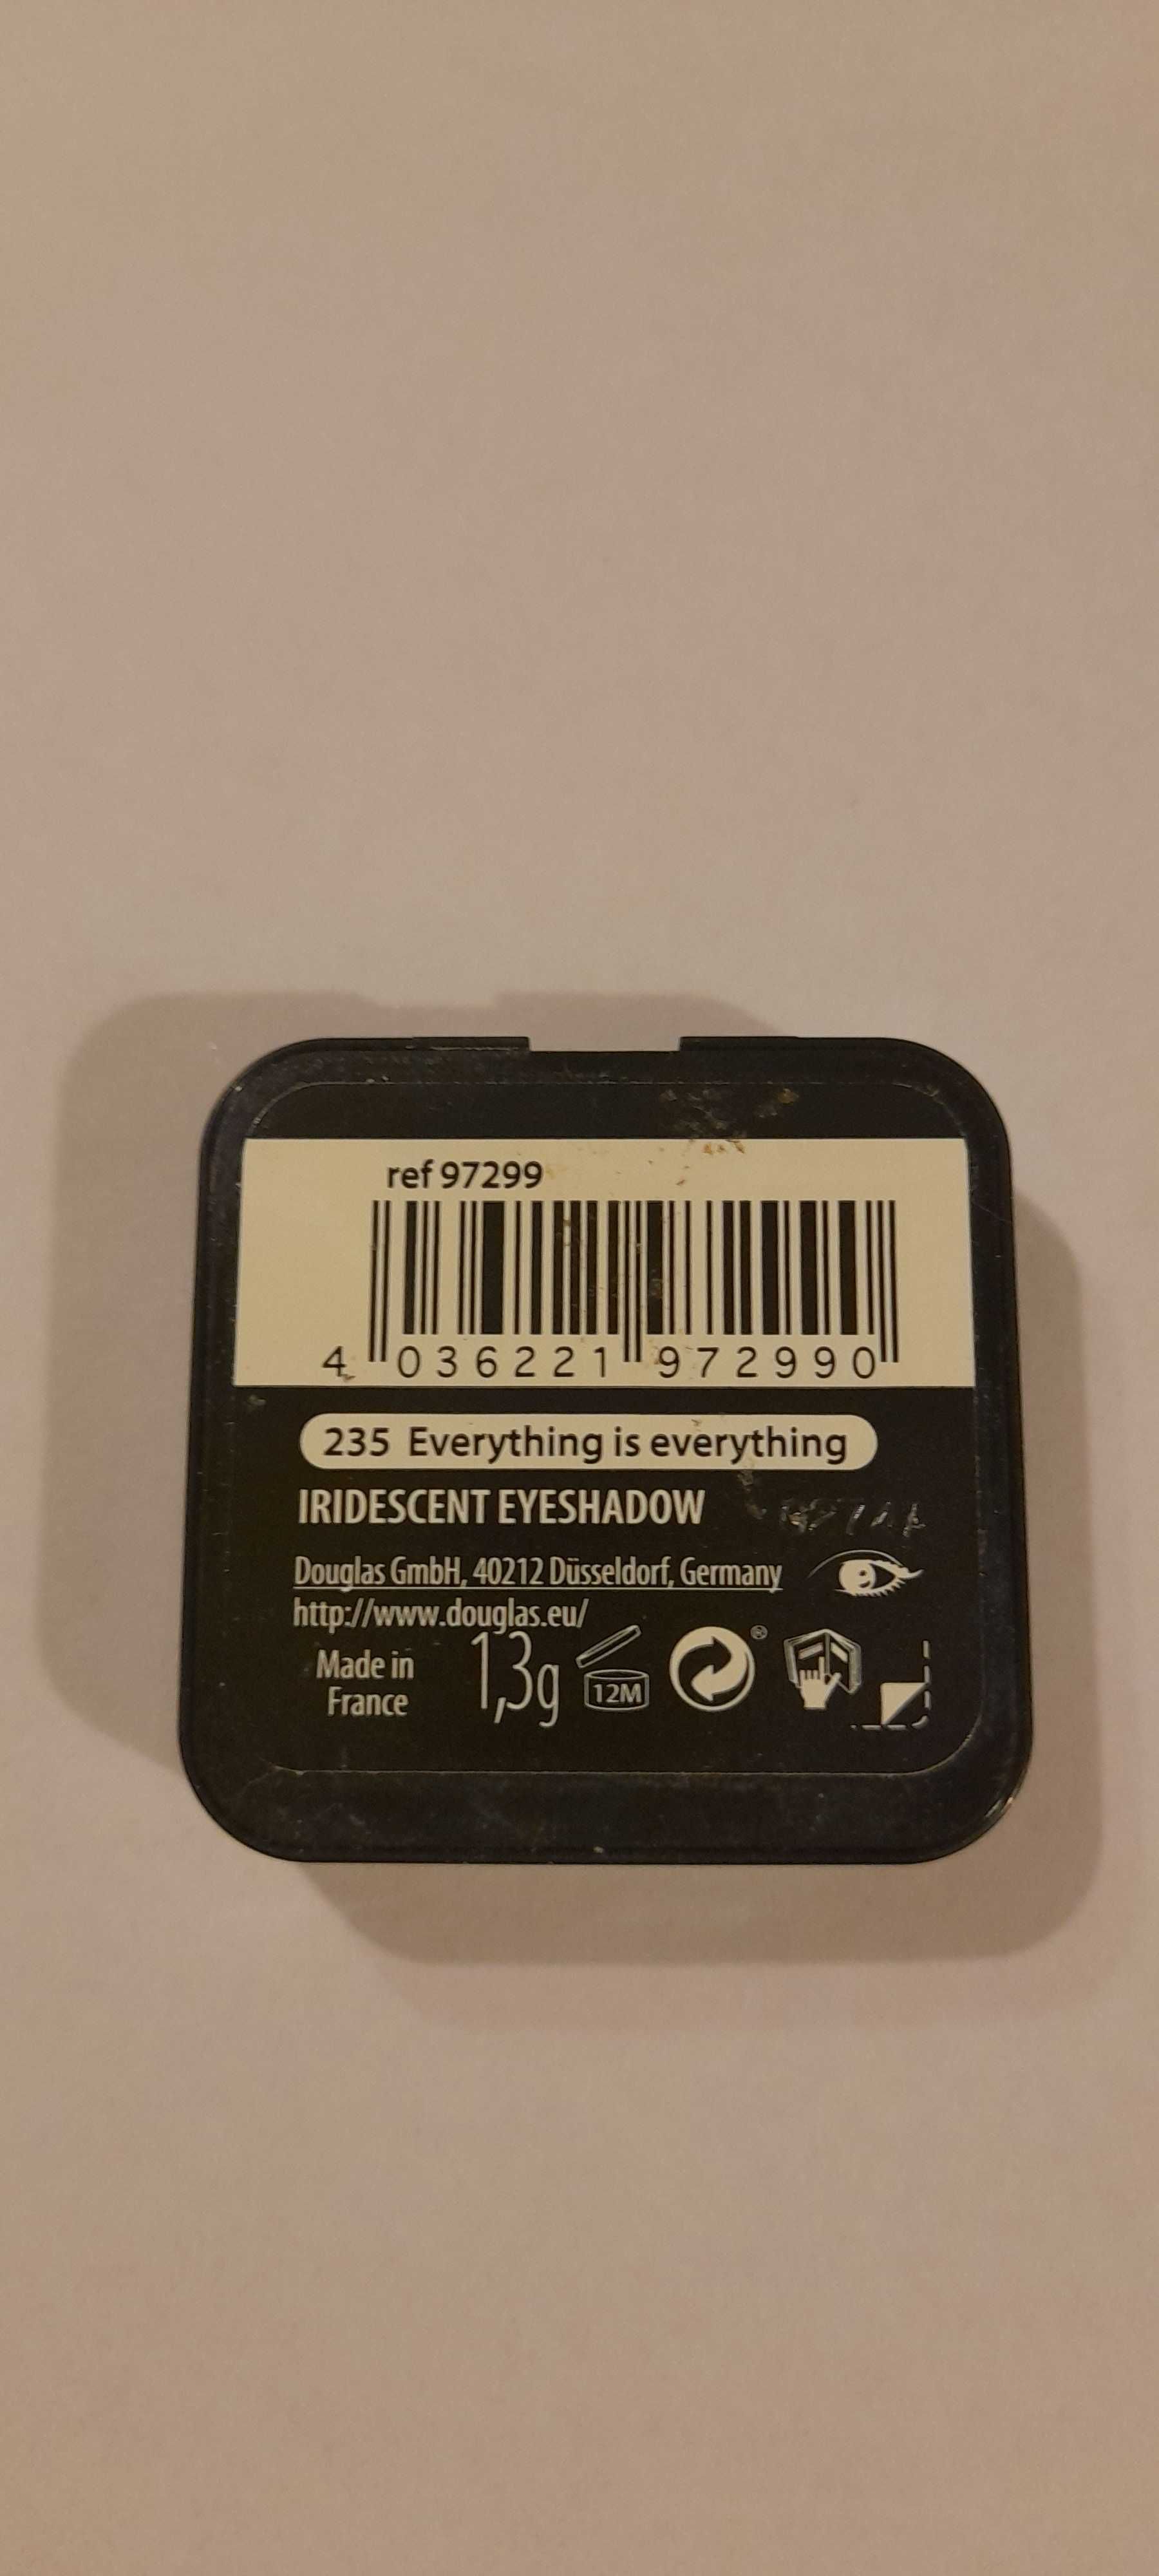 ref 97299
4 036221 972990
235 Everything is everything
IRIDESCENT EYESHADOW
Douglas GmbH, 40212 Düsseldorf, Germany
http://www.douglas.eu/
Made in
France
1,3g
12M
®